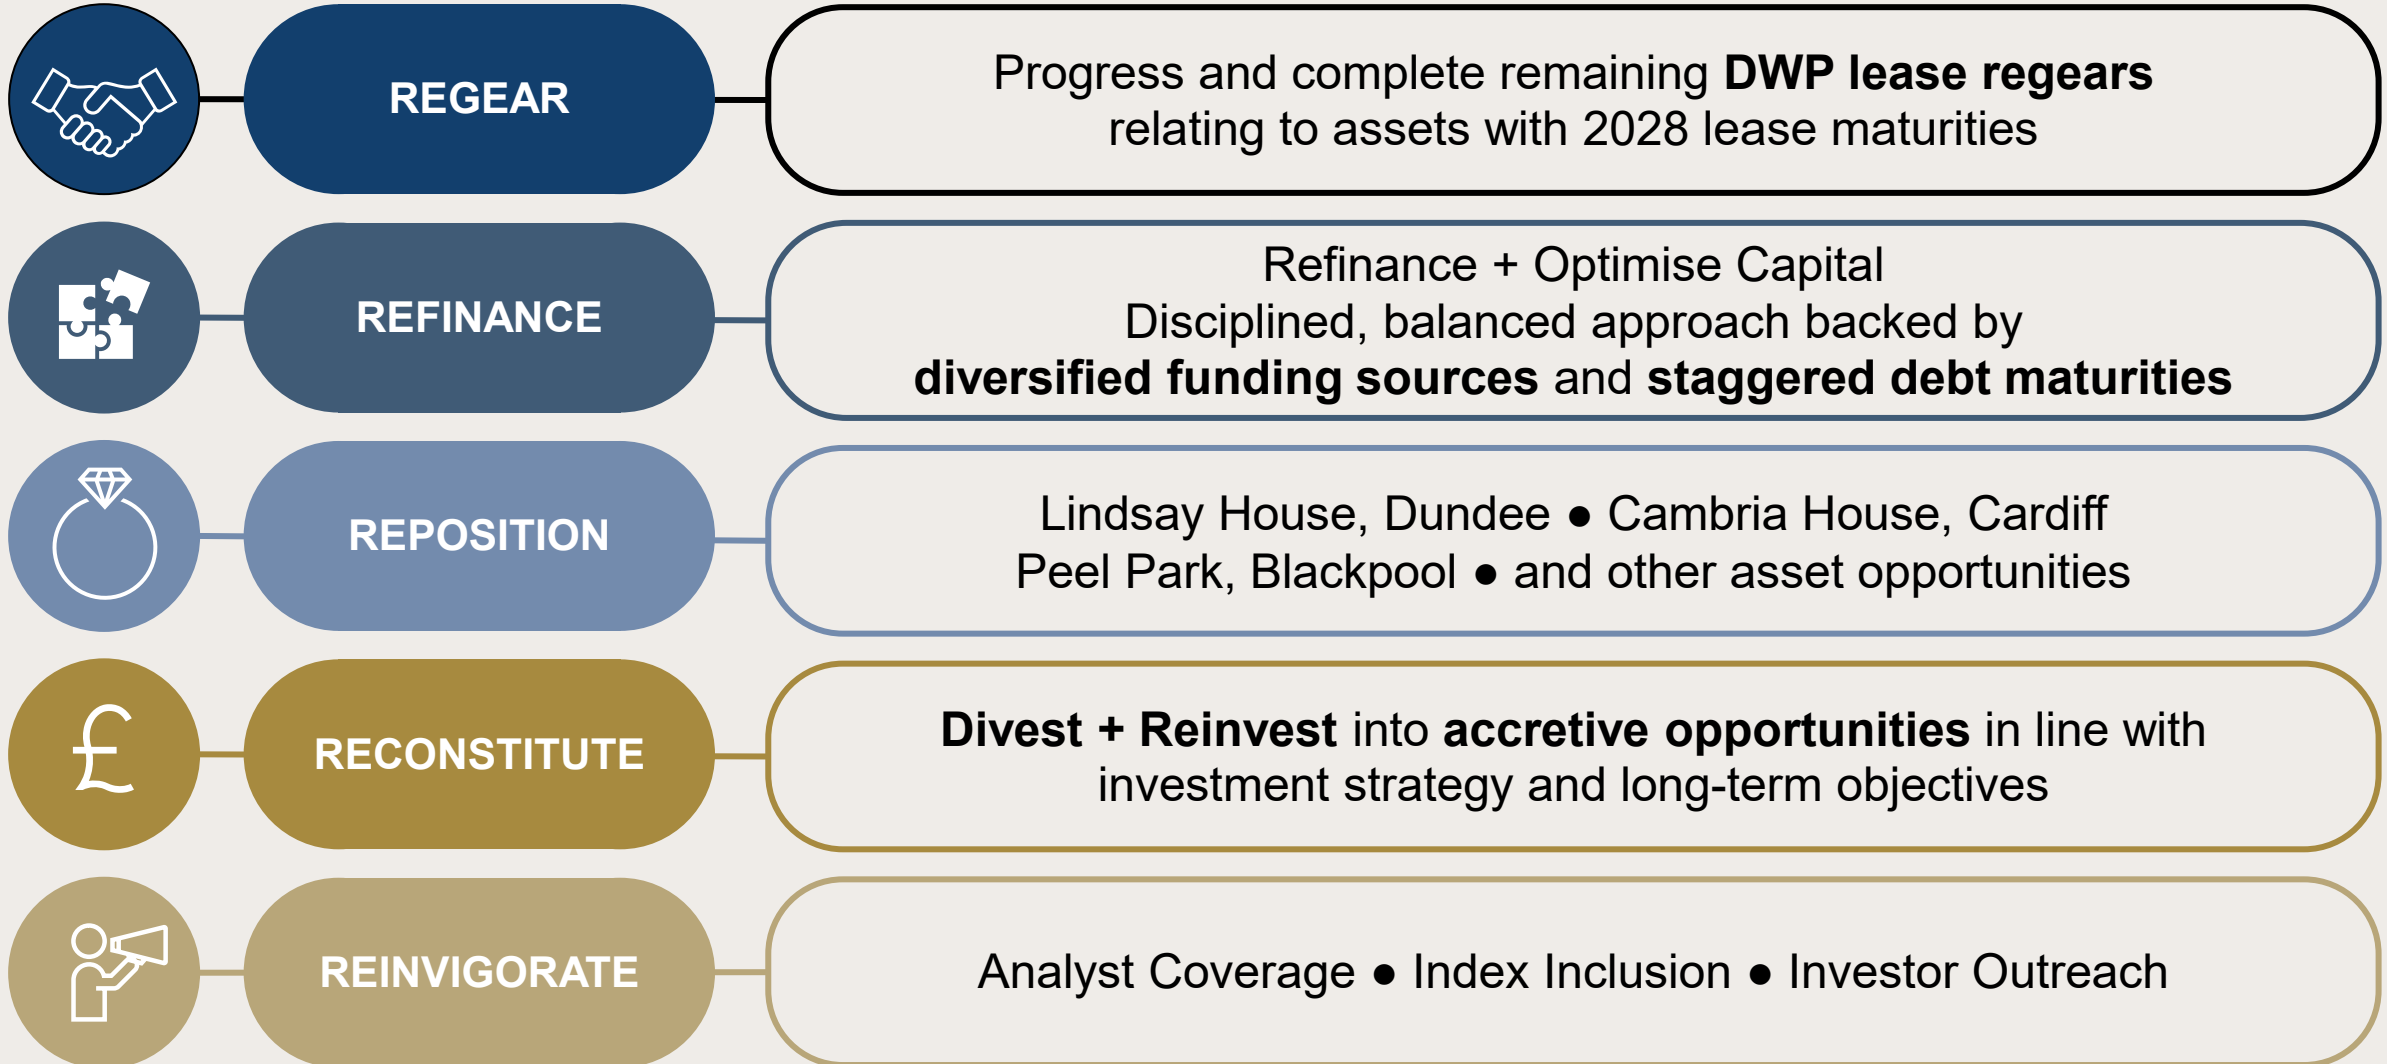 REGEAR
Progress and complete remaining DWP lease regears
relating to assets with 2028 lease maturities
REFINANCE
Refinance + Optimise Capital
Disciplined, balanced approach backed by
diversified funding sources and staggered debt maturities
REPOSITION
Lindsay House, Dundee ● Cambria House, Cardiff
Peel Park, Blackpool ● and other asset opportunities
RECONSTITUTE
Divest + Reinvest into accretive opportunities in line with
investment strategy and long-term objectives
REINVIGORATE
Analyst Coverage ● Index Inclusion ● Investor Outreach